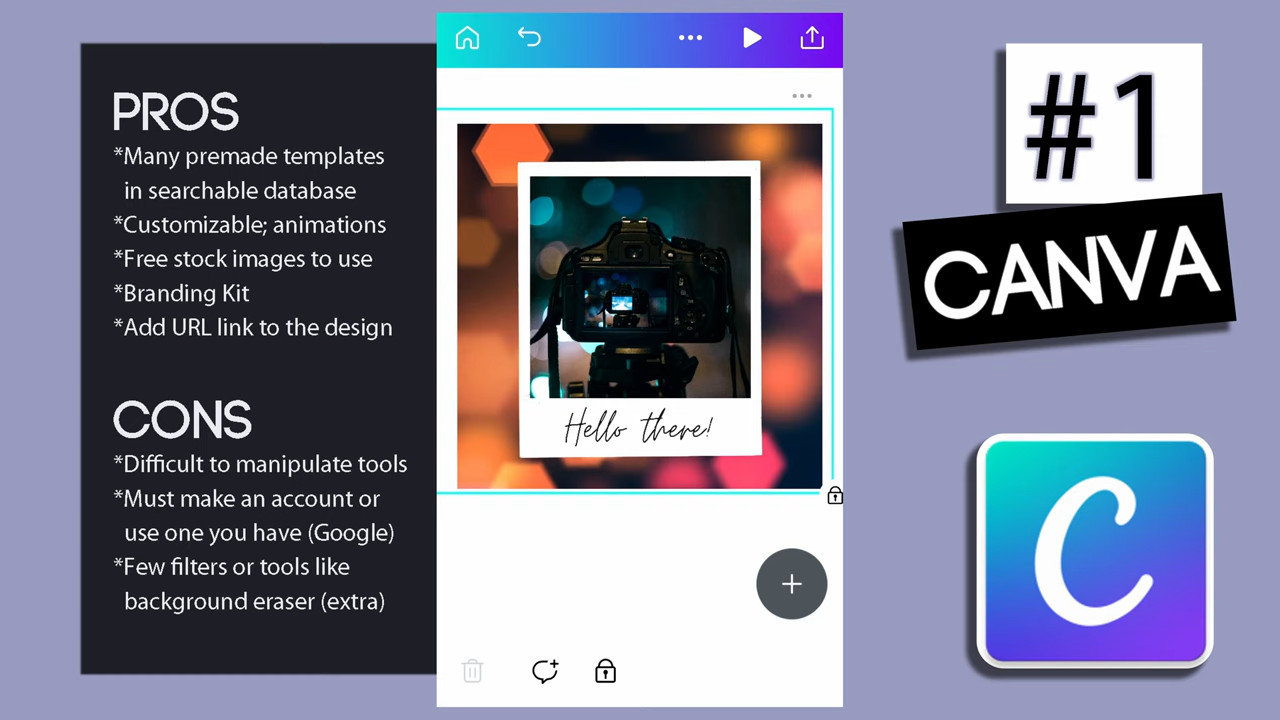 PROS
*Many premade templates
in searchable database
*Customizable; animations
*Free stock images to use
*Branding Kit
*Add URL link to the design
CONS
*Difficult to manipulate tools
*Must make an account or
use one you have (Google)
*Few filters or tools like
background eraser (extra)
Hello there!
#1
CANVA
C